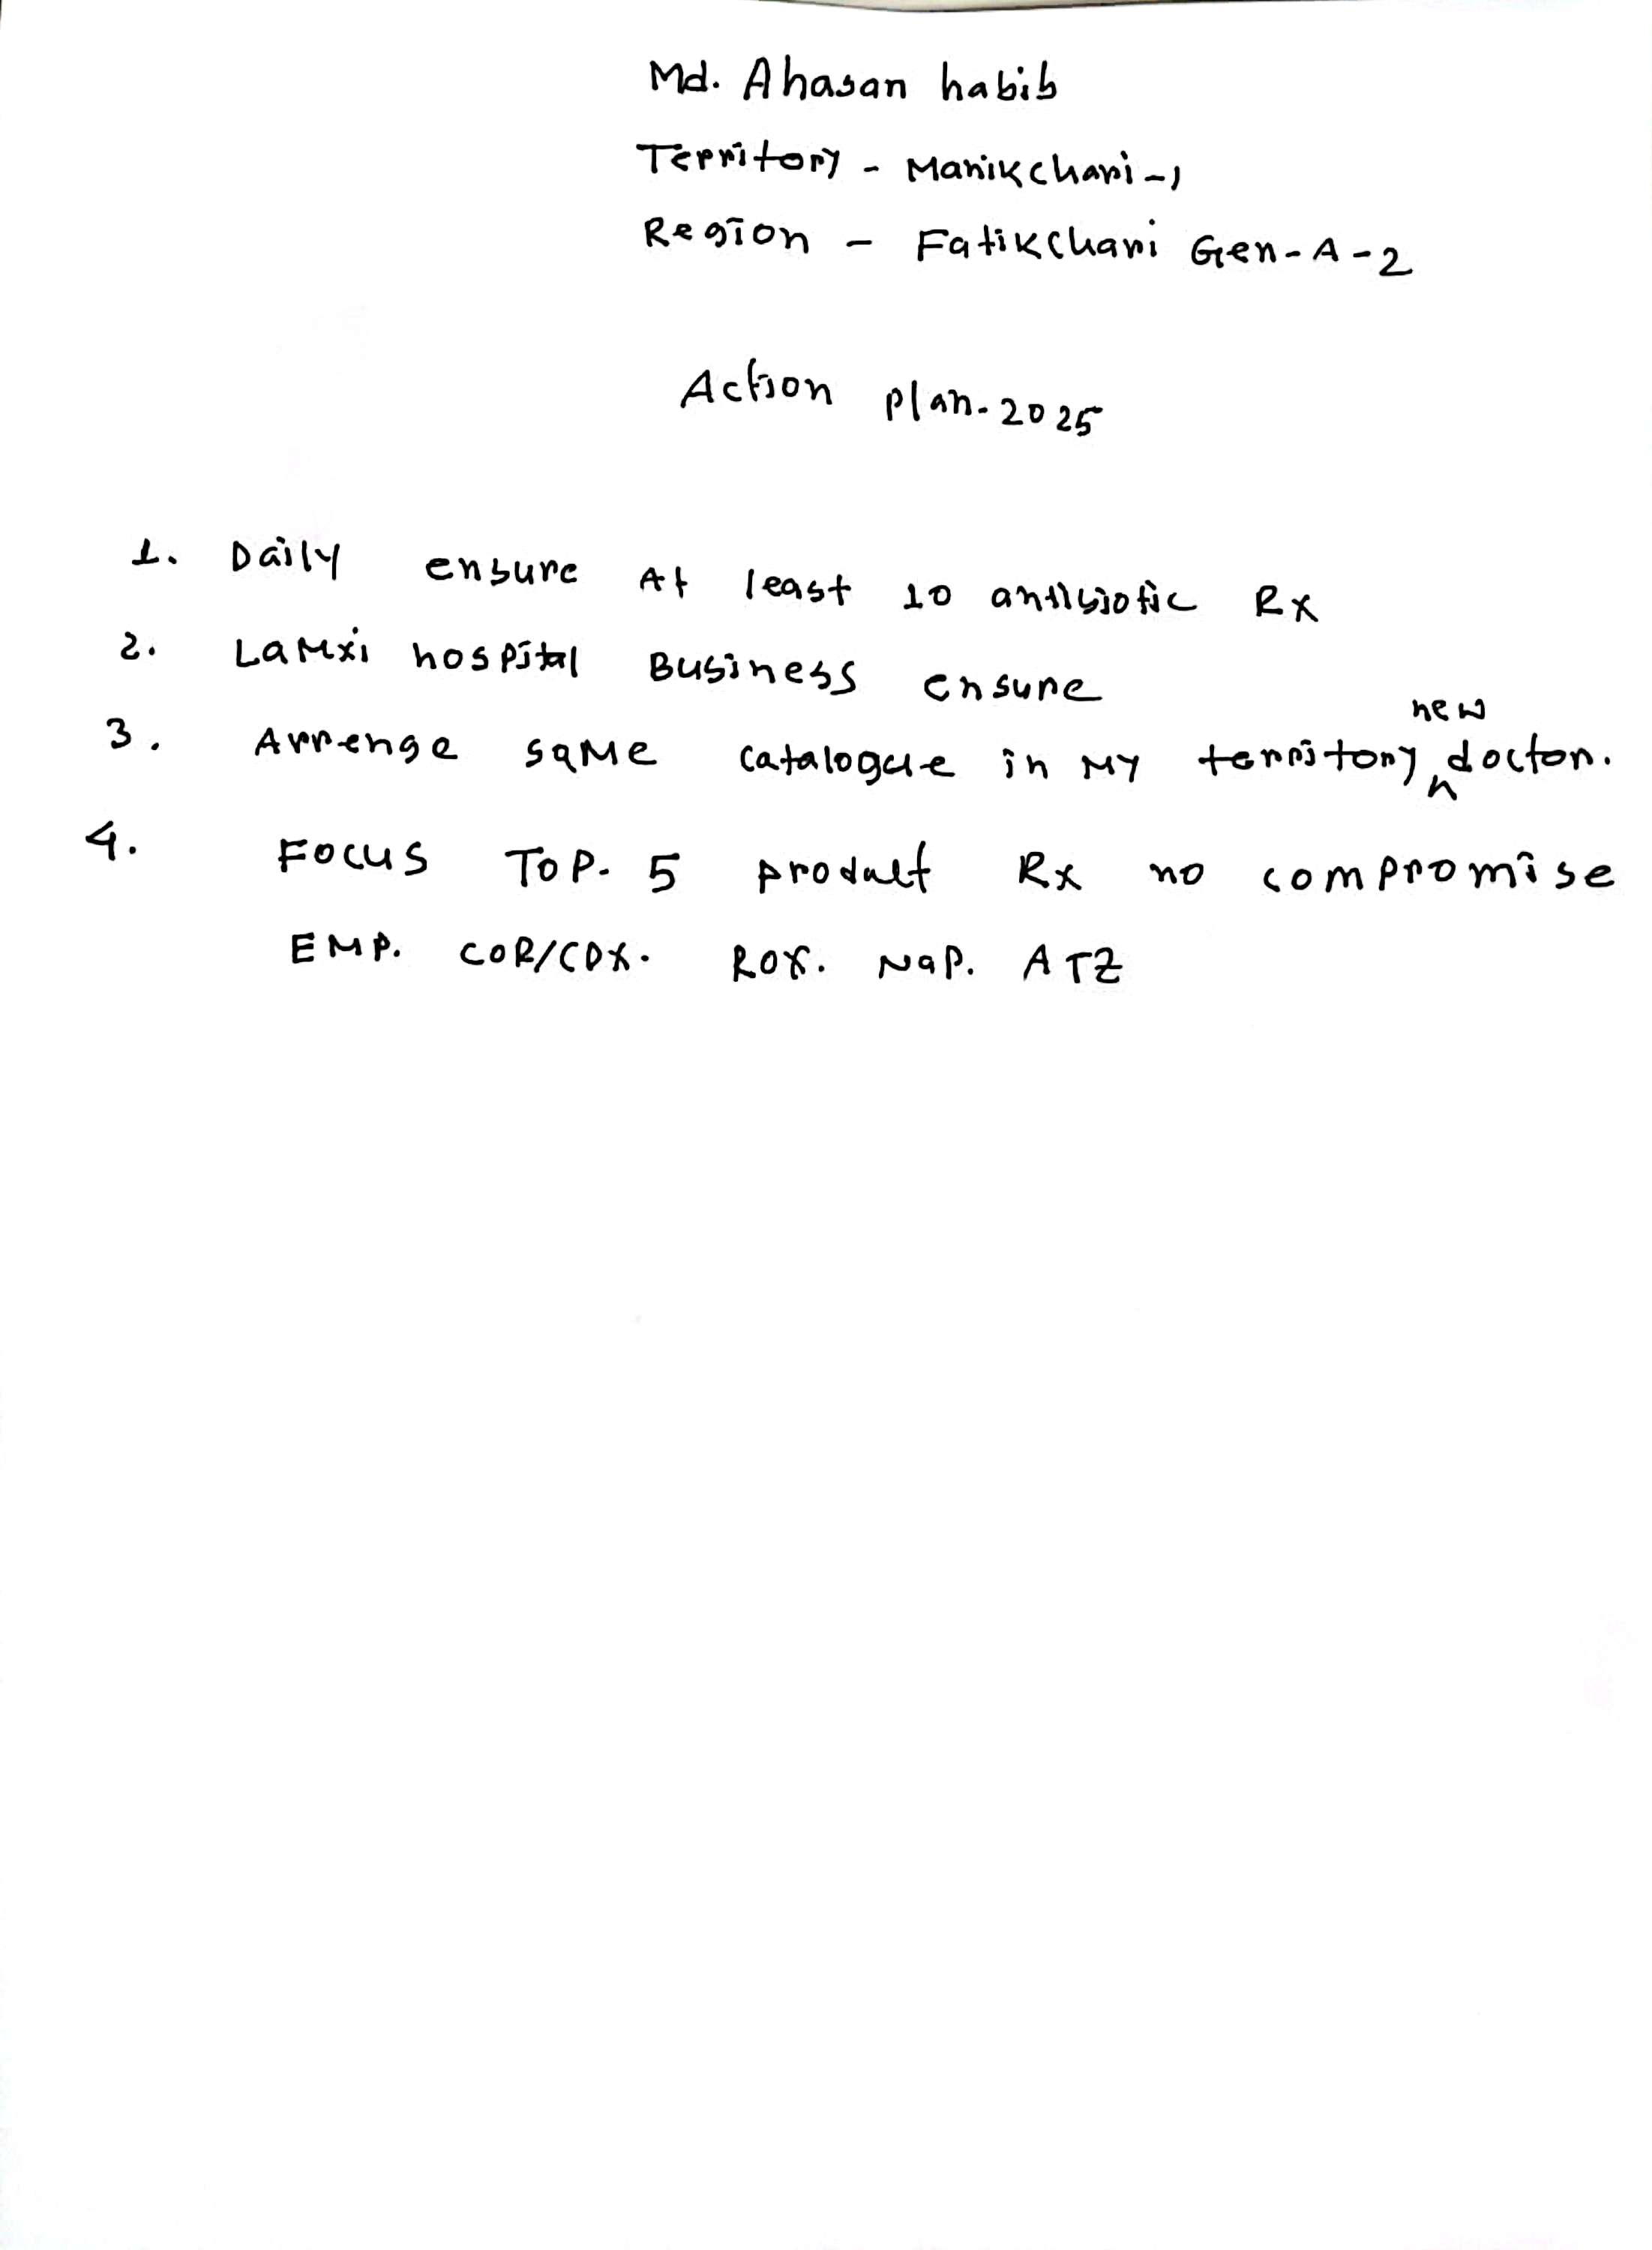 Md. Ahasan habib
Territory - Manikchari-1
Region - Fatikchari Gen-A-2
Action plan-2025
1. Daily ensure At least 10 antibiotic Rx
2. LaMxi hospital Business ensure
3. Arrenge saMe catalogue in MY territory new doctor.
4. Focus Top-5 product Rx no compromise
EMP. COR/CDX. ROX. NaP. ATZ